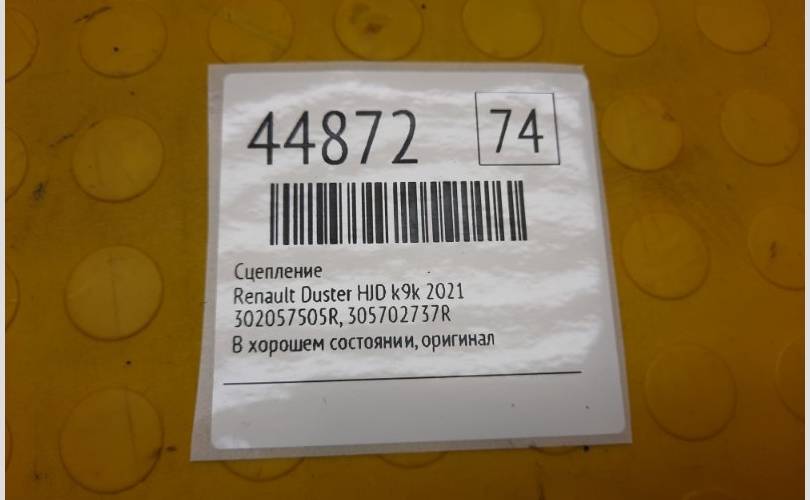 44872 74
Сцепление
Renault Duster HJD k9k 2021
302057505R, 305702737R
В хорошем состоянии, оригинал